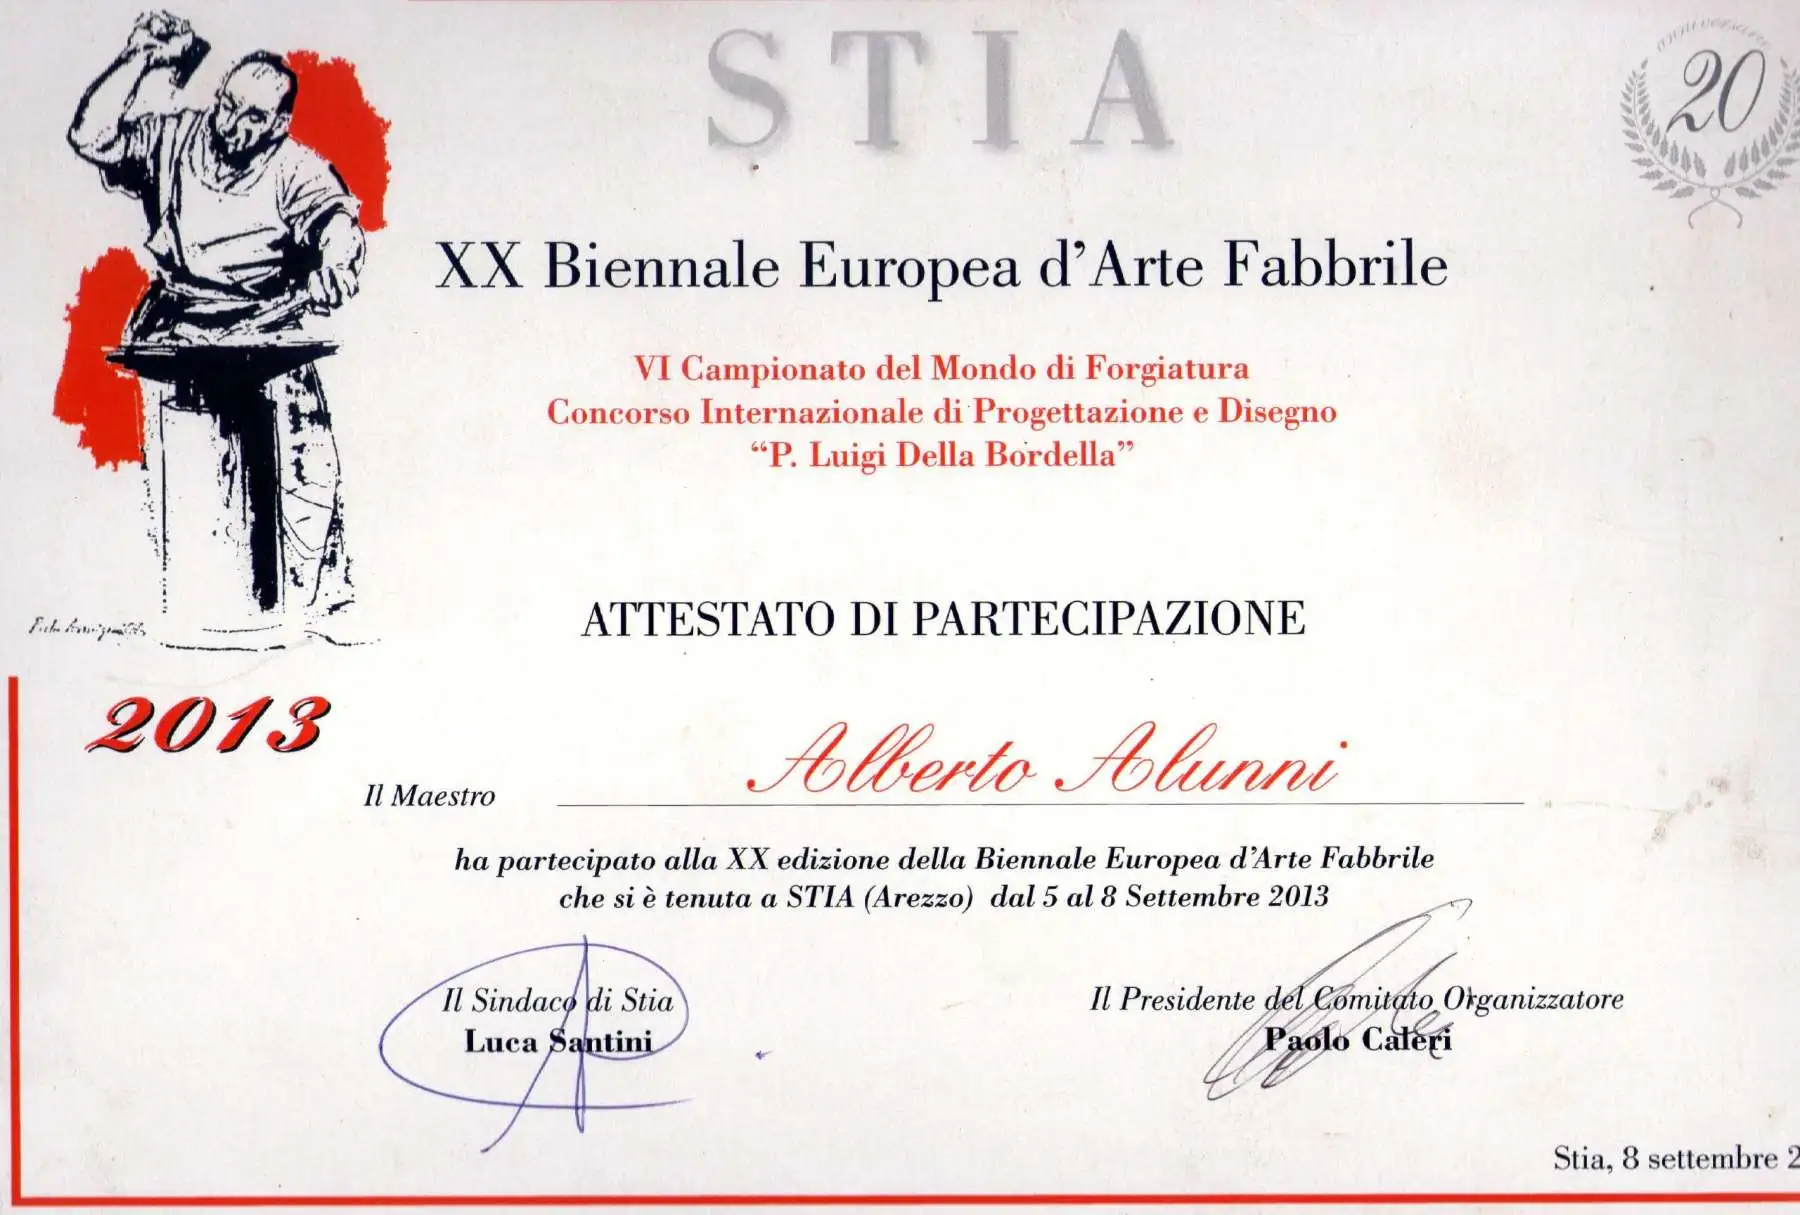 STIA
anniversario
20
XX Biennale Europea d'Arte Fabbrile
VI Campionato del Mondo di Forgiatura
Concorso Internazionale di Progettazione e Disegno
“P. Luigi Della Bordella”
ATTESTATO DI PARTECIPAZIONE
2013
Alberto Alunni
Il Maestro
ha partecipato alla XX edizione della Biennale Europea d'Arte Fabbrile
che si è tenuta a STIA (Arezzo) dal 5 al 8 Settembre 2013
Il Sindaco di Stia
Luca Santini
Il Presidente del Comitato Organizzatore
Paolo Caleri
Stia, 8 settembre 2